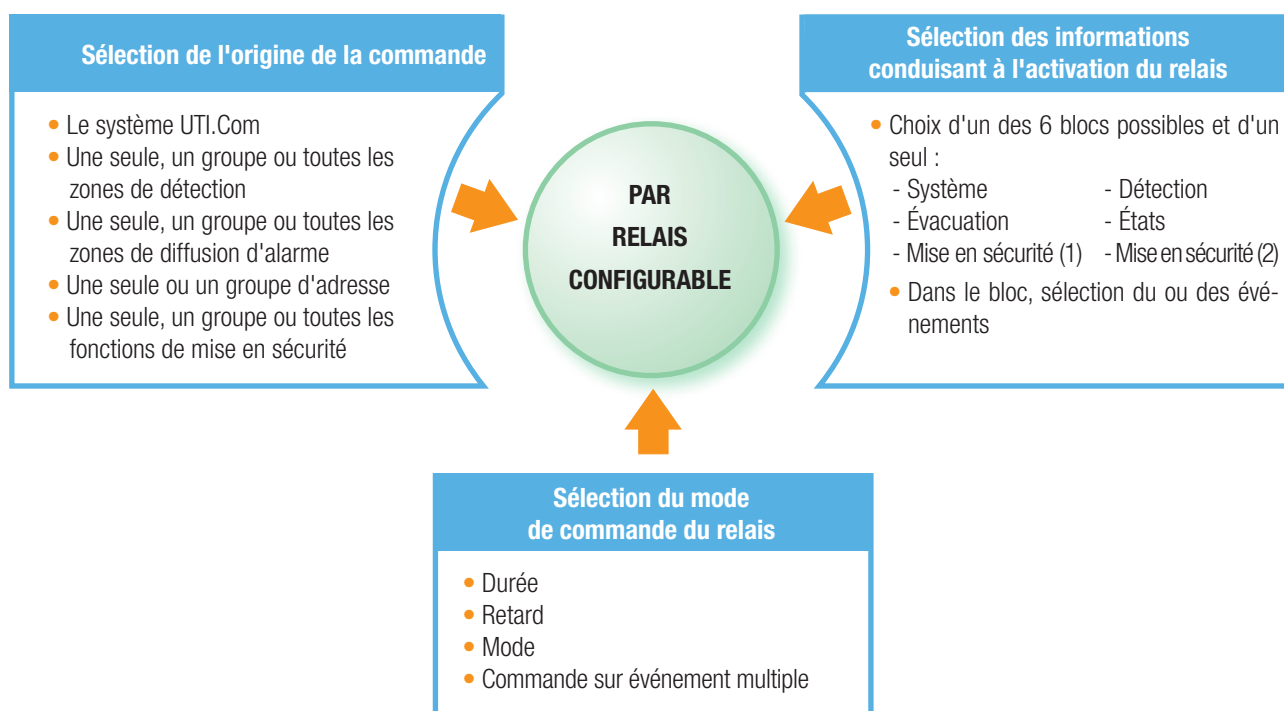 Sélection de l'origine de la commande
• Le système UTI.Com
• Une seule, un groupe ou toutes les
zones de détection
• Une seule, un groupe ou toutes les
zones de diffusion d'alarme
• Une seule ou un groupe d'adresse
• Une seule, un groupe ou toutes les
fonctions de mise en sécurité
PAR
RELAIS
CONFIGURABLE
Sélection des informations
conduisant à l'activation du relais
• Choix d'un des 6 blocs possibles et d'un
seul :
- Système - Détection
- Évacuation - États
- Mise en sécurité (1) - Mise en sécurité (2)
• Dans le bloc, sélection du ou des évé-
nements
Sélection du mode
de commande du relais
• Durée
• Retard
• Mode
• Commande sur événement multiple